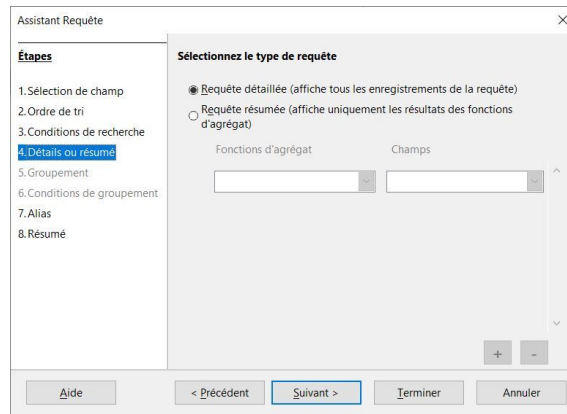 Assistant Requête
Étapes
1. Sélection de champ
2. Ordre de tri
3. Conditions de recherche
4. Détails ou résumé
5. Groupement
6. Conditions de groupement
7. Alias
8. Résumé
Sélectionnez le type de requête
Requête détaillée (affiche tous les enregistrements de la requête)
Requête résumée (affiche uniquement les résultats des fonctions
d'agrégat)
Fonctions d'agrégat Champs
+ -
Aide < Précédent Suivant > Terminer Annuler